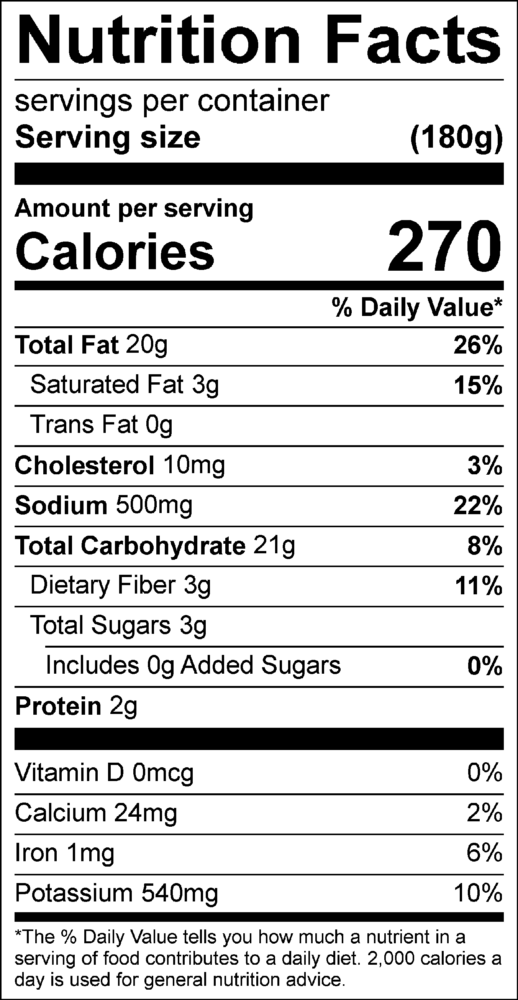 Nutrition Facts
servings per container
Serving size (180g)
Amount per serving
Calories 270
% Daily Value*
Total Fat 20g 26%
Saturated Fat 3g 15%
Trans Fat 0g
Cholesterol 10mg 3%
Sodium 500mg 22%
Total Carbohydrate 21g 8%
Dietary Fiber 3g 11%
Total Sugars 3g
Includes 0g Added Sugars 0%
Protein 2g
Vitamin D 0mcg 0%
Calcium 24mg 2%
Iron 1mg 6%
Potassium 540mg 10%
*The % Daily Value tells you how much a nutrient in a
serving of food contributes to a daily diet. 2,000 calories a
day is used for general nutrition advice.